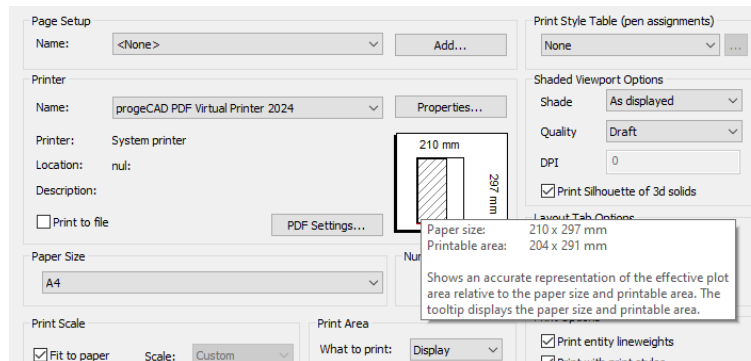 Page Setup
Name: <None> Add...
Printer
Name: progeCAD PDF Virtual Printer 2024 Properties...
Printer: System printer
Location: nul:
Description:
Print to file PDF Settings...
210 mm
297 mm
Paper size: 210 x 297 mm
Printable area: 204 x 291 mm
Shows an accurate representation of the effective plot
area relative to the paper size and printable area. The
tooltip displays the paper size and printable area.
Paper Size
A4
Print Scale
Fit to paper Scale: Custom
Print Area
What to print: Display
Print Style Table (pen assignments)
None ...
Shaded Viewport Options
Shade As displayed
Quality Draft
DPI 0
Print Silhouette of 3d solids
Layout Tab Options
Print entity lineweights